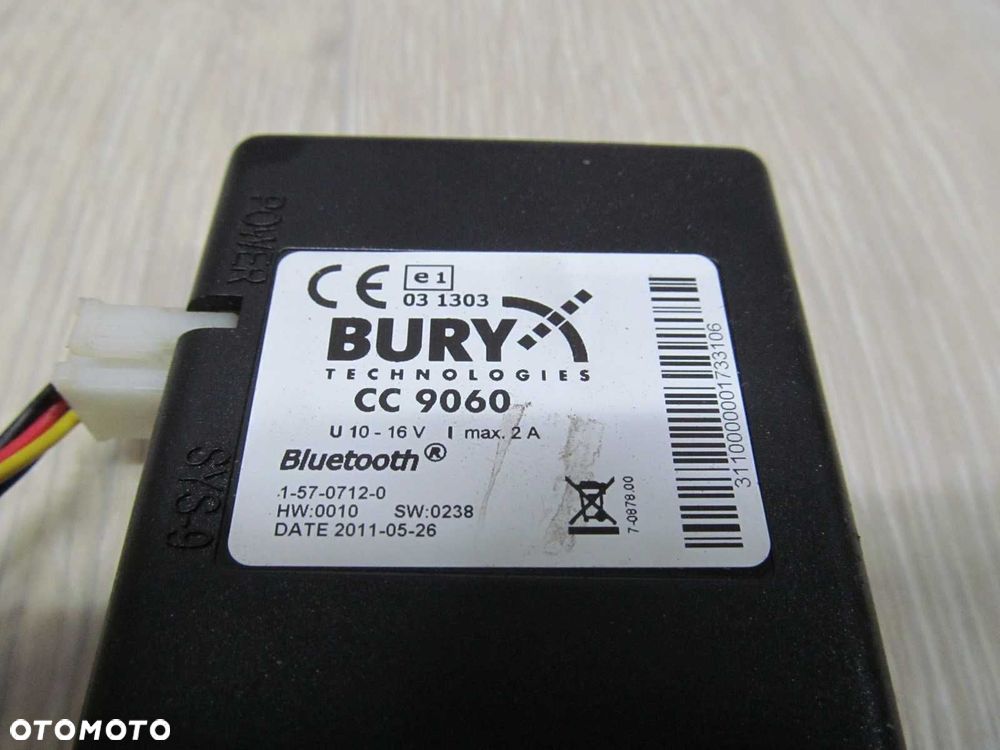 POWER
SYS-9
CE e1
03 1303
BURY
TECHNOLOGIES
CC 9060
U 10 - 16 V I max. 2 A
Bluetooth®
1-57-0712-0
HW:0010 SW:0238
DATE 2011-05-26
7-0878.00
3110000001733106
OTOMOTO